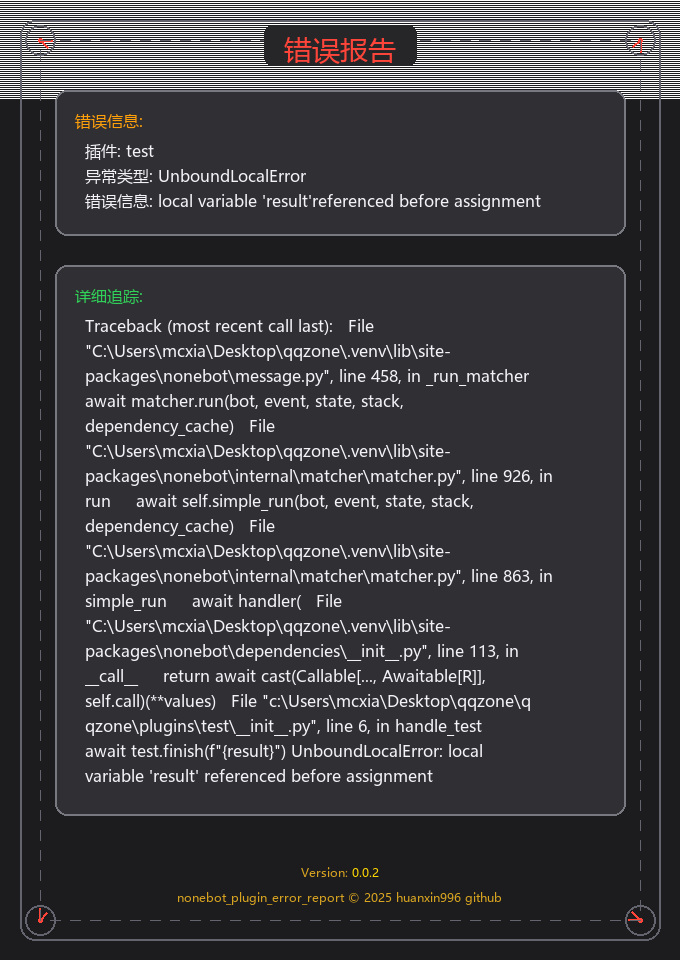 错误报告
错误信息:
插件: test
异常类型: UnboundLocalError
错误信息: local variable 'result'referenced before assignment
详细追踪:
Traceback (most recent call last):   File
"C:\Users\mcxia\Desktop\qqzone\.venv\lib\site-
packages\nonebot\message.py", line 458, in _run_matcher
await matcher.run(bot, event, state, stack,
dependency_cache)   File
"C:\Users\mcxia\Desktop\qqzone\.venv\lib\site-
packages\nonebot\internal\matcher\matcher.py", line 926, in
run     await self.simple_run(bot, event, state, stack,
dependency_cache)   File
"C:\Users\mcxia\Desktop\qqzone\.venv\lib\site-
packages\nonebot\internal\matcher\matcher.py", line 863, in
simple_run     await handler(   File
"C:\Users\mcxia\Desktop\qqzone\.venv\lib\site-
packages\nonebot\dependencies\__init__.py", line 113, in
__call__     return await cast(Callable[..., Awaitable[R]],
self.call)(**values)   File "c:\Users\mcxia\Desktop\q
qzone\plugins\test\__init__.py", line 6, in handle_test
await test.finish(f"{result}") UnboundLocalError: local
variable 'result' referenced before assignment
Version: 0.0.2
nonebot_plugin_error_report © 2025 huanxin996 github